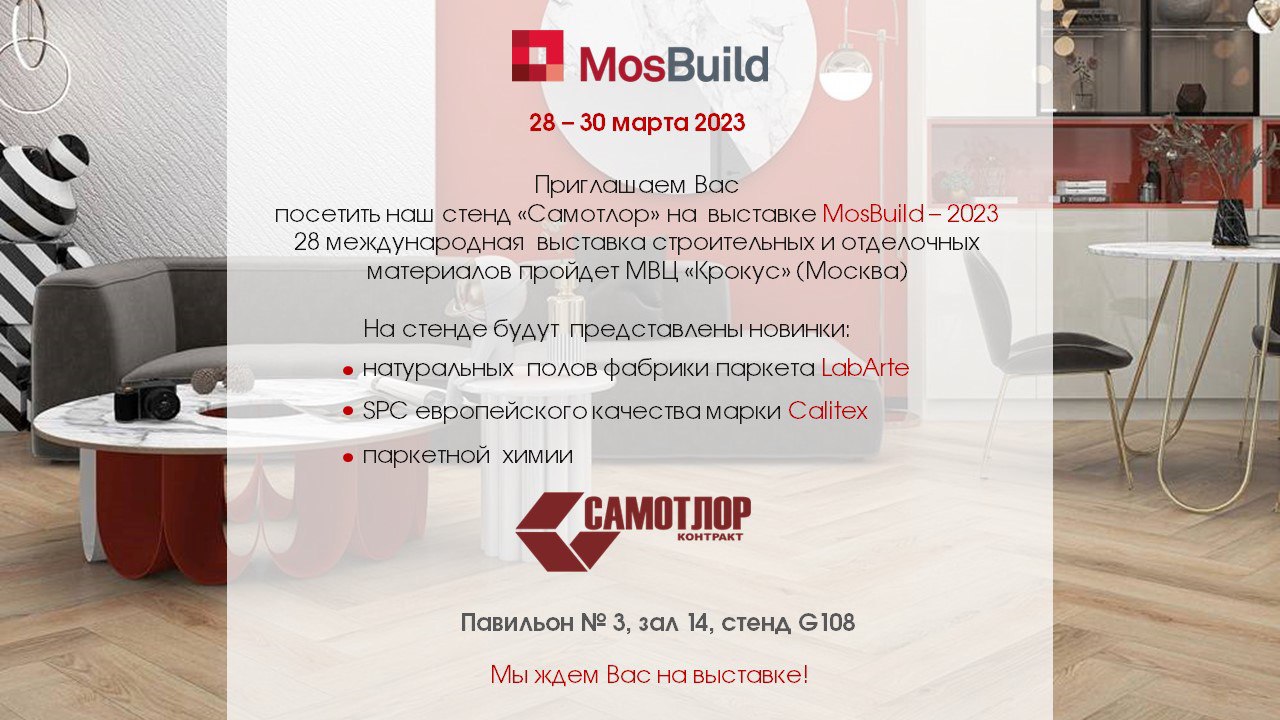 MosBuild
28 – 30 марта 2023
Приглашаем Вас
посетить наш стенд «Самотлор» на выставке MosBuild – 2023
28 международная выставка строительных и отделочных
материалов пройдет МВЦ «Крокус» (Москва)
На стенде будут представлены новинки:
• натуральных полов фабрики паркета LabArte
• SPC европейского качества марки Calitex
• паркетной химии
САМОТЛОР
КОНТРАКТ
Павильон № 3, зал 14, стенд G108
Мы ждем Вас на выставке!